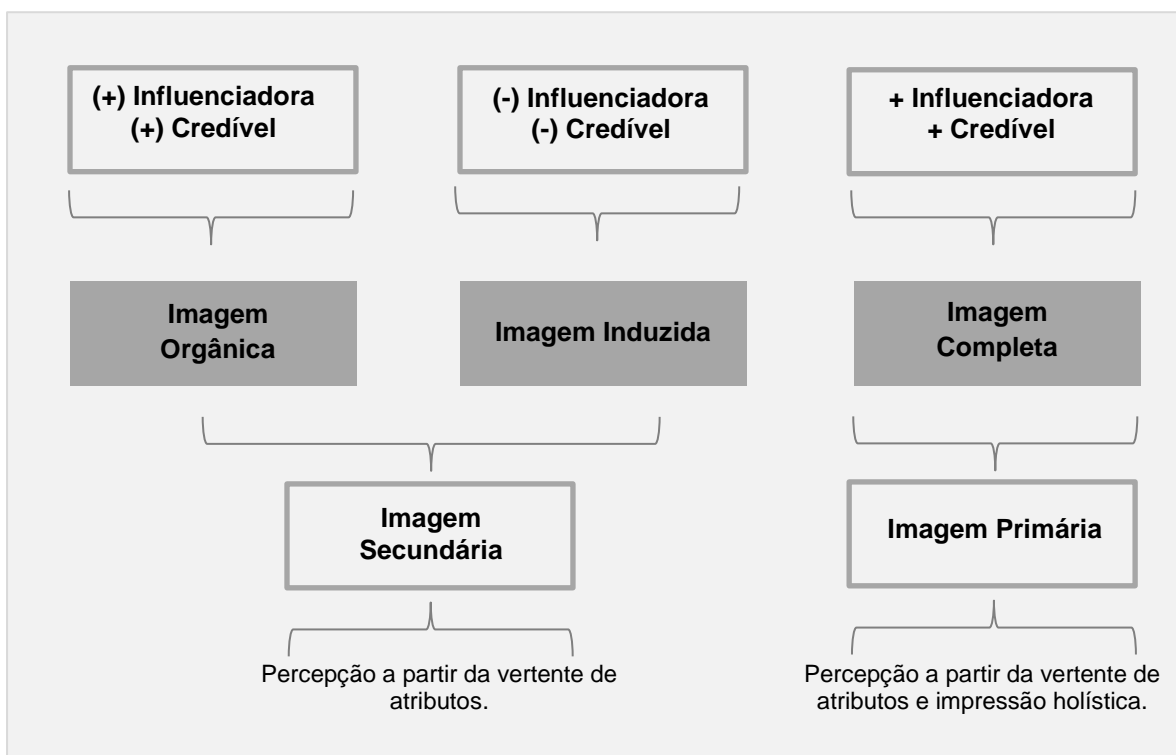 (+) Influenciadora
(+) Credível
(-) Influenciadora
(-) Credível
+ Influenciadora
+ Credível
Imagem
Orgânica
Imagem Induzida
Imagem
Completa
Imagem
Secundária
Imagem Primária
Percepção a partir da vertente de
atributos.
Percepção a partir da vertente de
atributos e impressão holística.